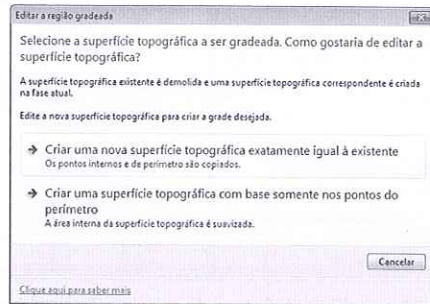 Editar a região gradeada
Selecione a superfície topográfica a ser gradeada. Como gostaria de editar a
superfície topográfica?
A superfície topográfica existente é demolida e uma superfície topográfica correspondente é criada
na fase atual.
Edite a nova superfície topográfica para criar a grade desejada.
→ Criar uma nova superfície topográfica exatamente igual à existente
Os pontos internos e de perímetro são copiados.
→ Criar uma superfície topográfica com base somente nos pontos do
perímetro
A área interna da superfície topográfica é suavizada.
Cancelar
Clique aqui para saber mais